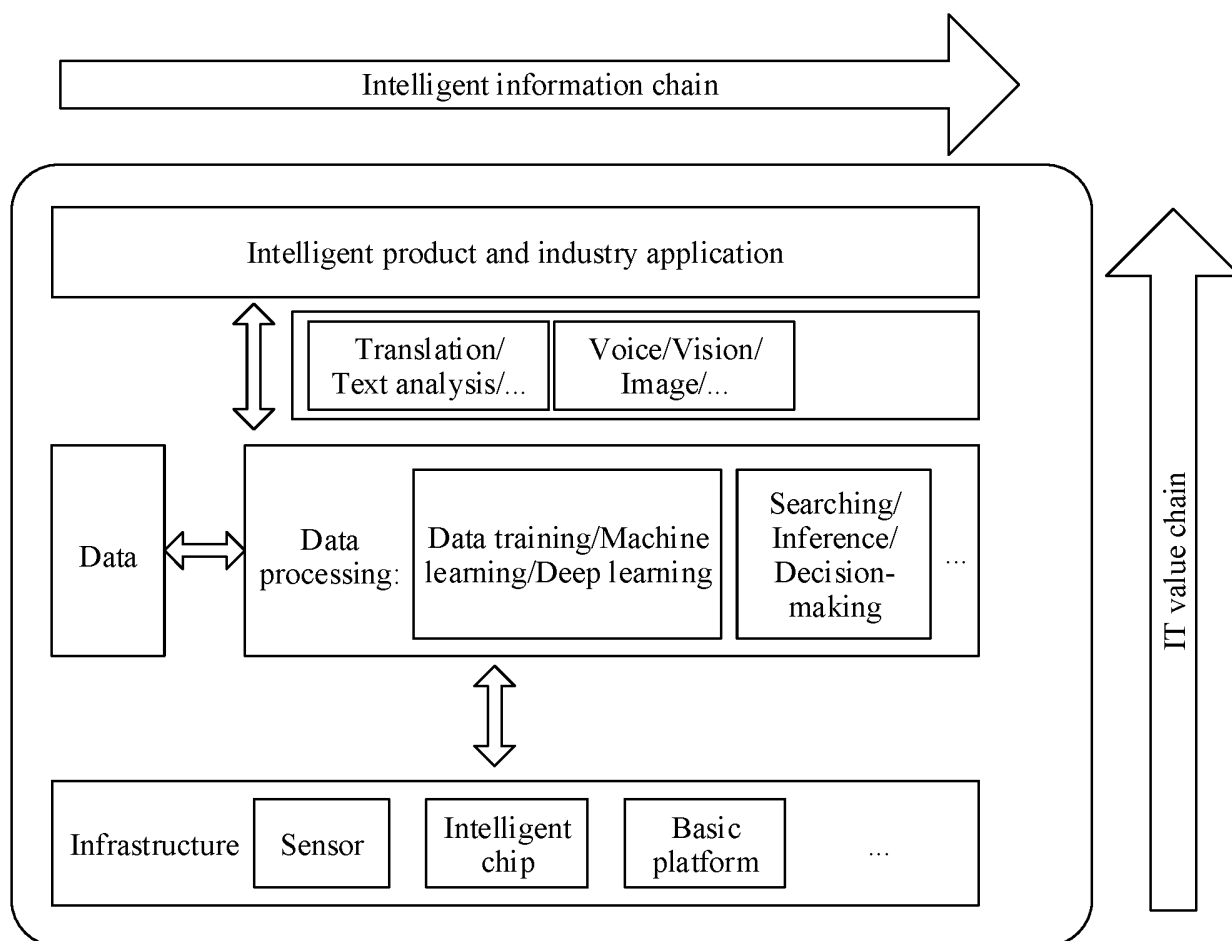 Intelligent information chain
Intelligent product and industry application
Translation/
Text analysis/...
Voice/Vision/
Image/...
Data
Data
processing:
Data training/Machine
learning/Deep learning
Searching/
Inference/
Decision-
making
...
Infrastructure
Sensor
Intelligent
chip
Basic
platform
...
IT value chain